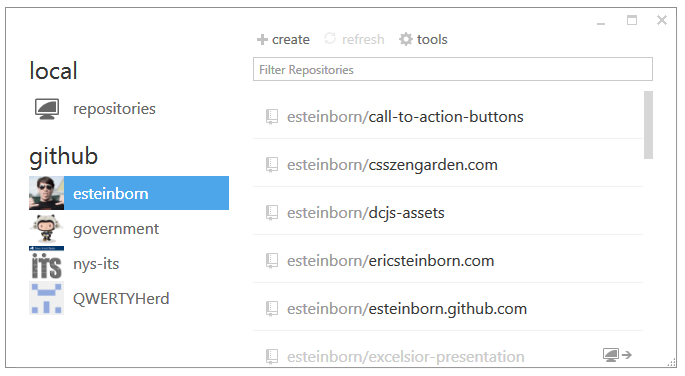 create refresh tools
local
Filter Repositories
repositories
esteinborn/call-to-action-buttons
github
esteinborn/csszengarden.com
esteinborn
esteinborn/dcjs-assets
government
its
nys-its
esteinborn/ericsteinborn.com
QWERTYHerd
esteinborn/esteinborn.github.com
esteinborn/excelsior-presentation